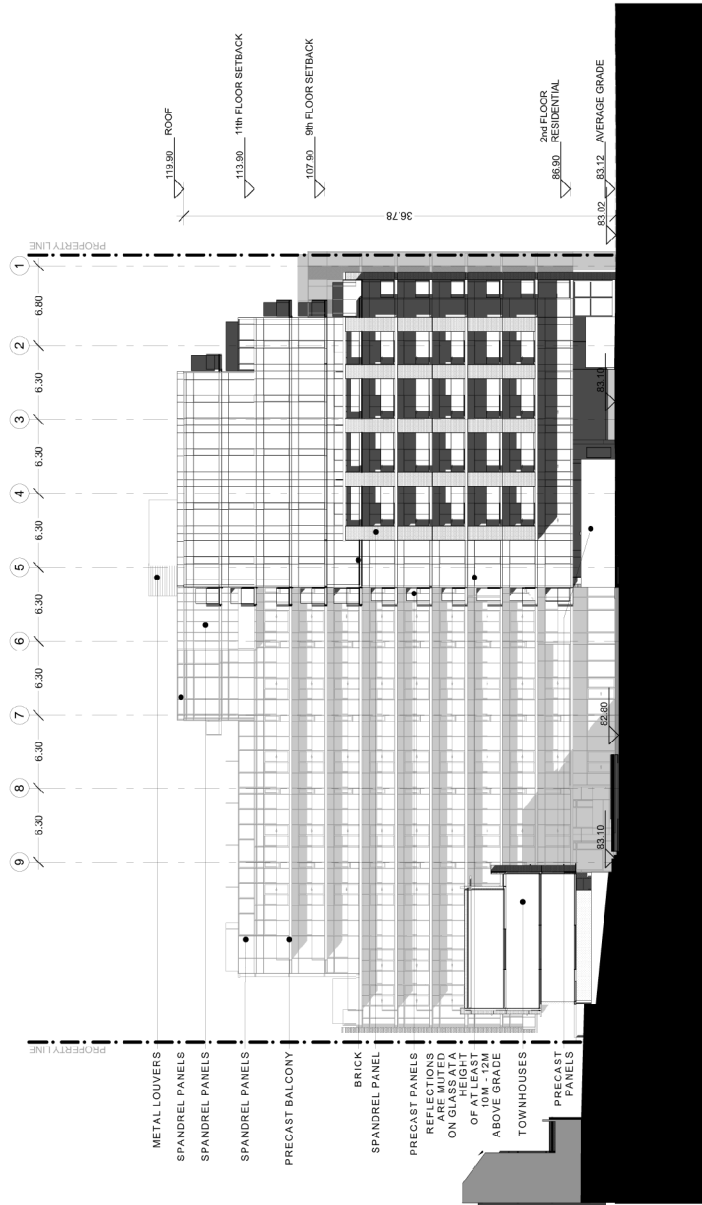 ROOF
119.90
11th FLOOR SETBACK
113.90
9th FLOOR SETBACK
107.90
2nd FLOOR
RESIDENTIAL
86.90
AVERAGE GRADE
83.12
83.02
36.78
PROPERTY LINE
1
6.80
2
6.30
3
6.30
4
6.30
5
6.30
6
6.30
7
6.30
8
6.30
9
83.10
82.80
83.10
PROPERTY LINE
METAL LOUVERS
SPANDREL PANELS
SPANDREL PANELS
SPANDREL PANELS
PRECAST BALCONY
BRICK
SPANDREL PANEL
PRECAST PANELS
REFLECTIONS
ARE MUTED
ON GLASS AT A
HEIGHT
OF AT LEAST
10M - 12M
ABOVE GRADE
TOWNHOUSES
PRECAST
PANELS